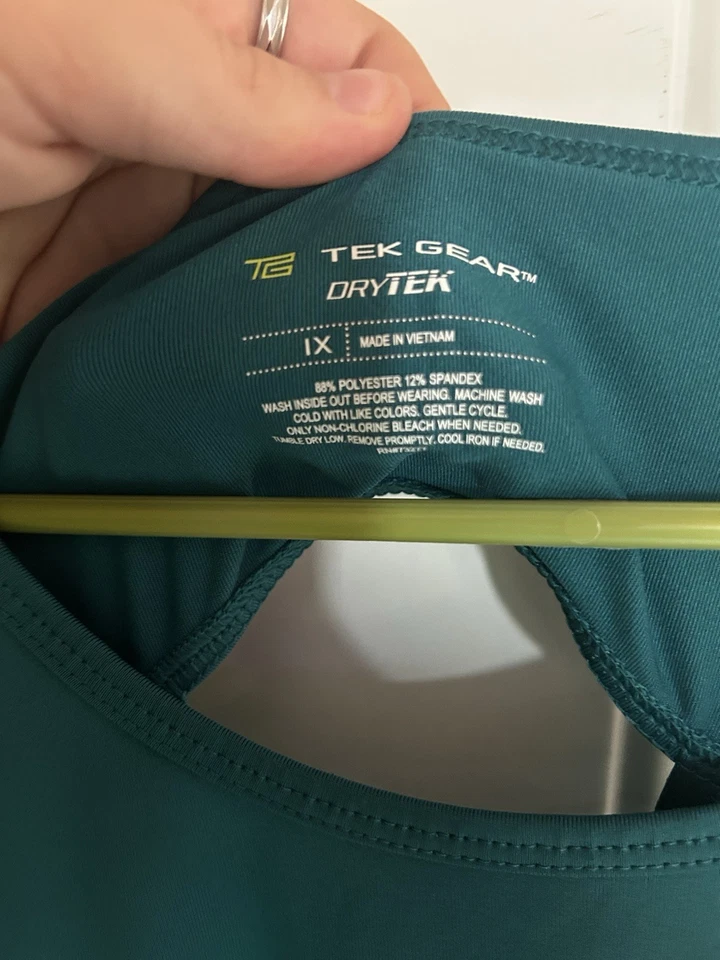 TG TEK GEAR™
DRYTEK
1X MADE IN VIETNAM
88% POLYESTER 12% SPANDEX
WASH INSIDE OUT BEFORE WEARING. MACHINE WASH
COLD WITH LIKE COLORS. GENTLE CYCLE.
ONLY NON-CHLORINE BLEACH WHEN NEEDED.
TUMBLE DRY LOW. REMOVE PROMPTLY. COOL IRON IF NEEDED.